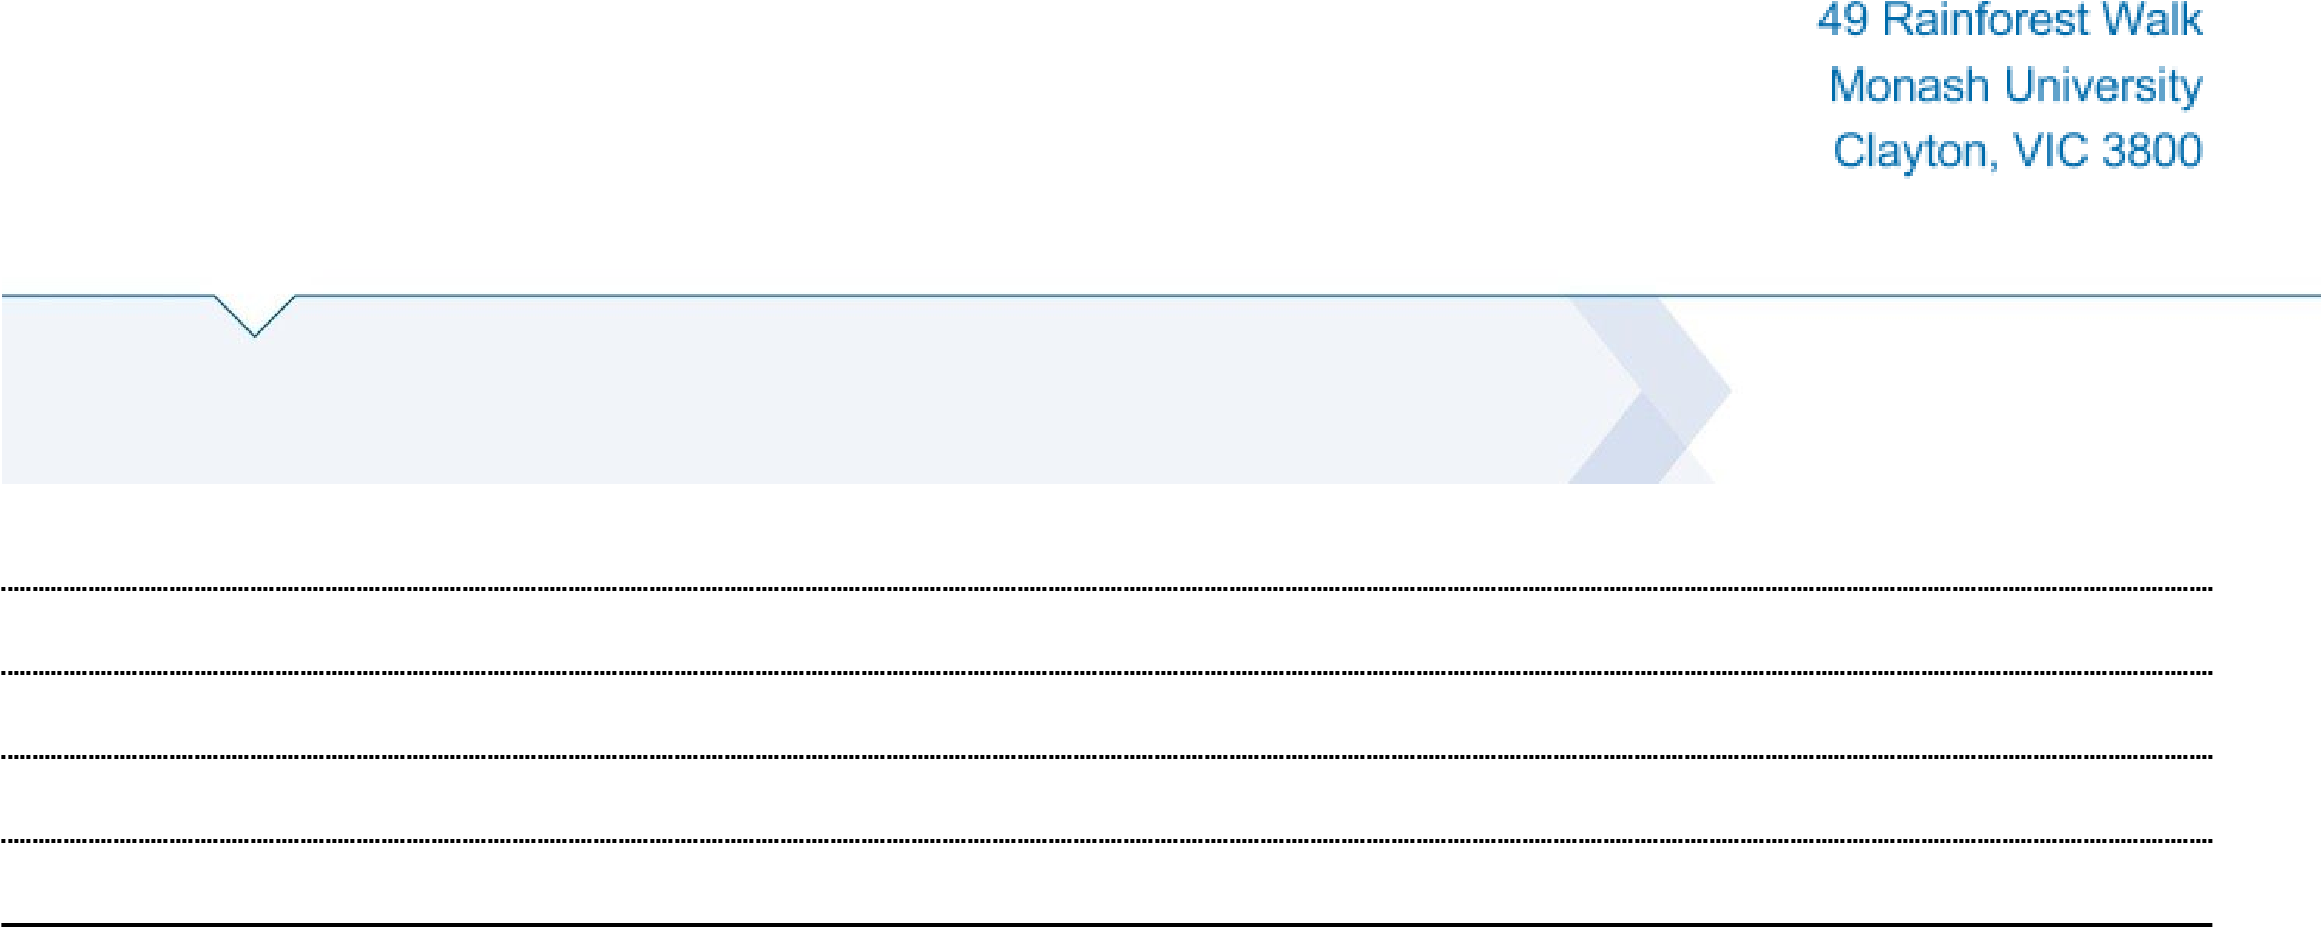 49 Rainforest Walk
Monash University
Clayton, VIC 3800